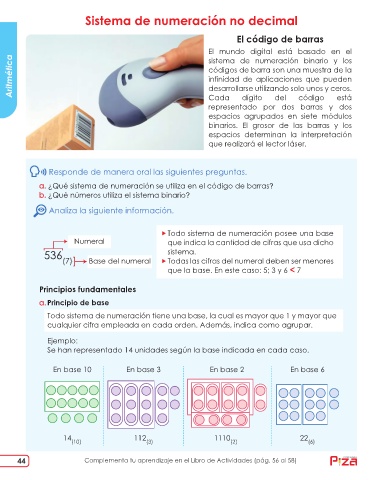 Sistema de numeración no decimal
Aritmética
El código de barras
El mundo digital está basado en el
sistema de numeración binario y los
códigos de barra son una muestra de la
infinidad de aplicaciones que pueden
desarrollarse utilizando solo unos y ceros.
Cada dígito del código está
representado por dos barras y dos
espacios agrupados en siete módulos
binarios. El grosor de las barras y los
espacios determinan la interpretación
que realizará el lector láser.
Responde de manera oral las siguientes preguntas.
a. ¿Qué sistema de numeración se utiliza en el código de barras?
b. ¿Qué números utiliza el sistema binario?
Analiza la siguiente información.
Numeral
536(7)
Base del numeral
Todo sistema de numeración posee una base
que indica la cantidad de cifras que usa dicho
sistema.
Todas las cifras del numeral deben ser menores
que la base. En este caso: 5; 3 y 6 < 7
Principios fundamentales
a. Principio de base
Todo sistema de numeración tiene una base, la cual es mayor que 1 y mayor que
cualquier cifra empleada en cada orden. Además, indica como agrupar.
Ejemplo:
Se han representado 14 unidades según la base indicada en cada caso.
En base 10 En base 3 En base 2 En base 6
14(10) 112(3) 1110(2) 22(6)
44 Complementa tu aprendizaje en el Libro de Actividades (pág. 56 al 58)